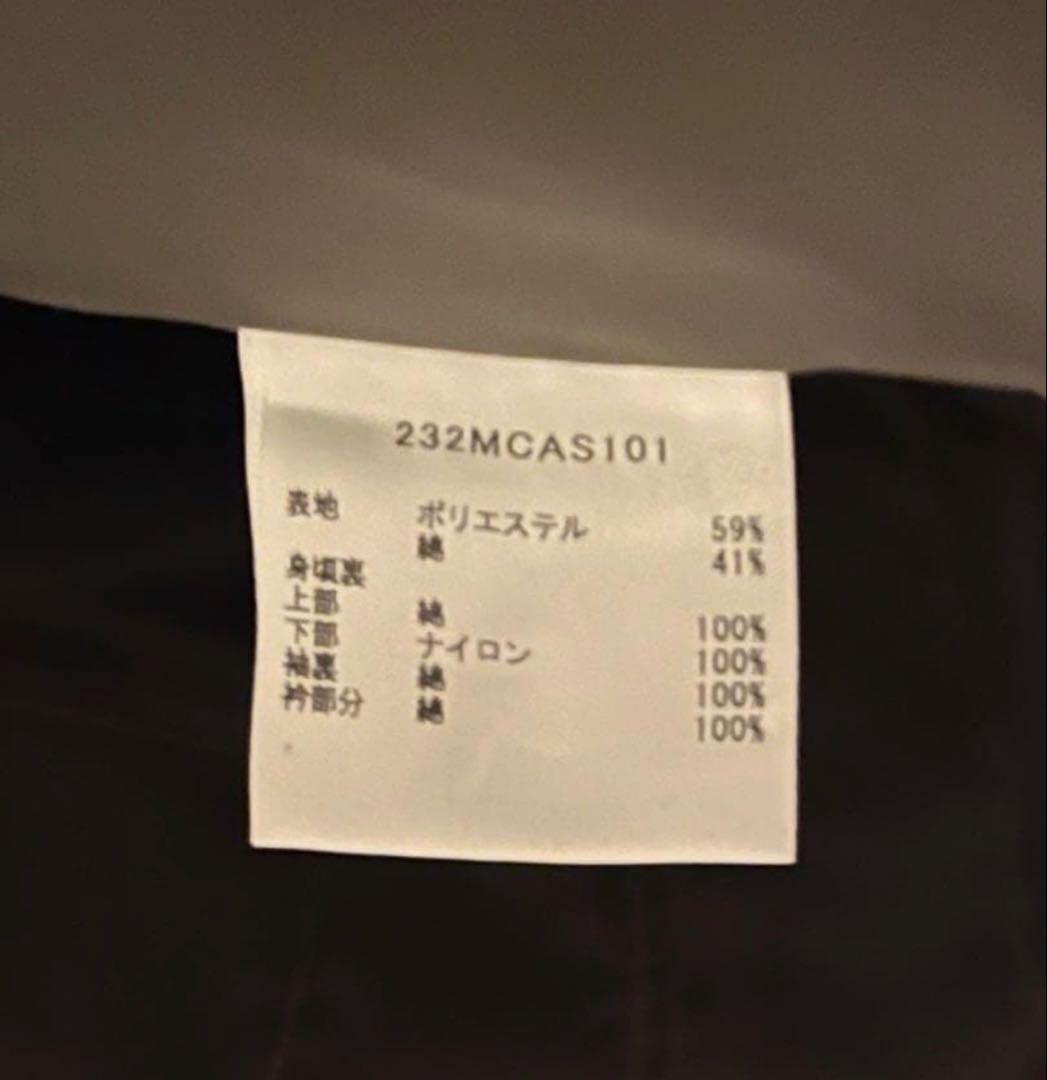 232MCAS101
表地 ポリエステル 59%
綿 41%
身頃裏
上部 綿 100%
下部 ナイロン 100%
袖裏 綿 100%
衿部分 綿 100%